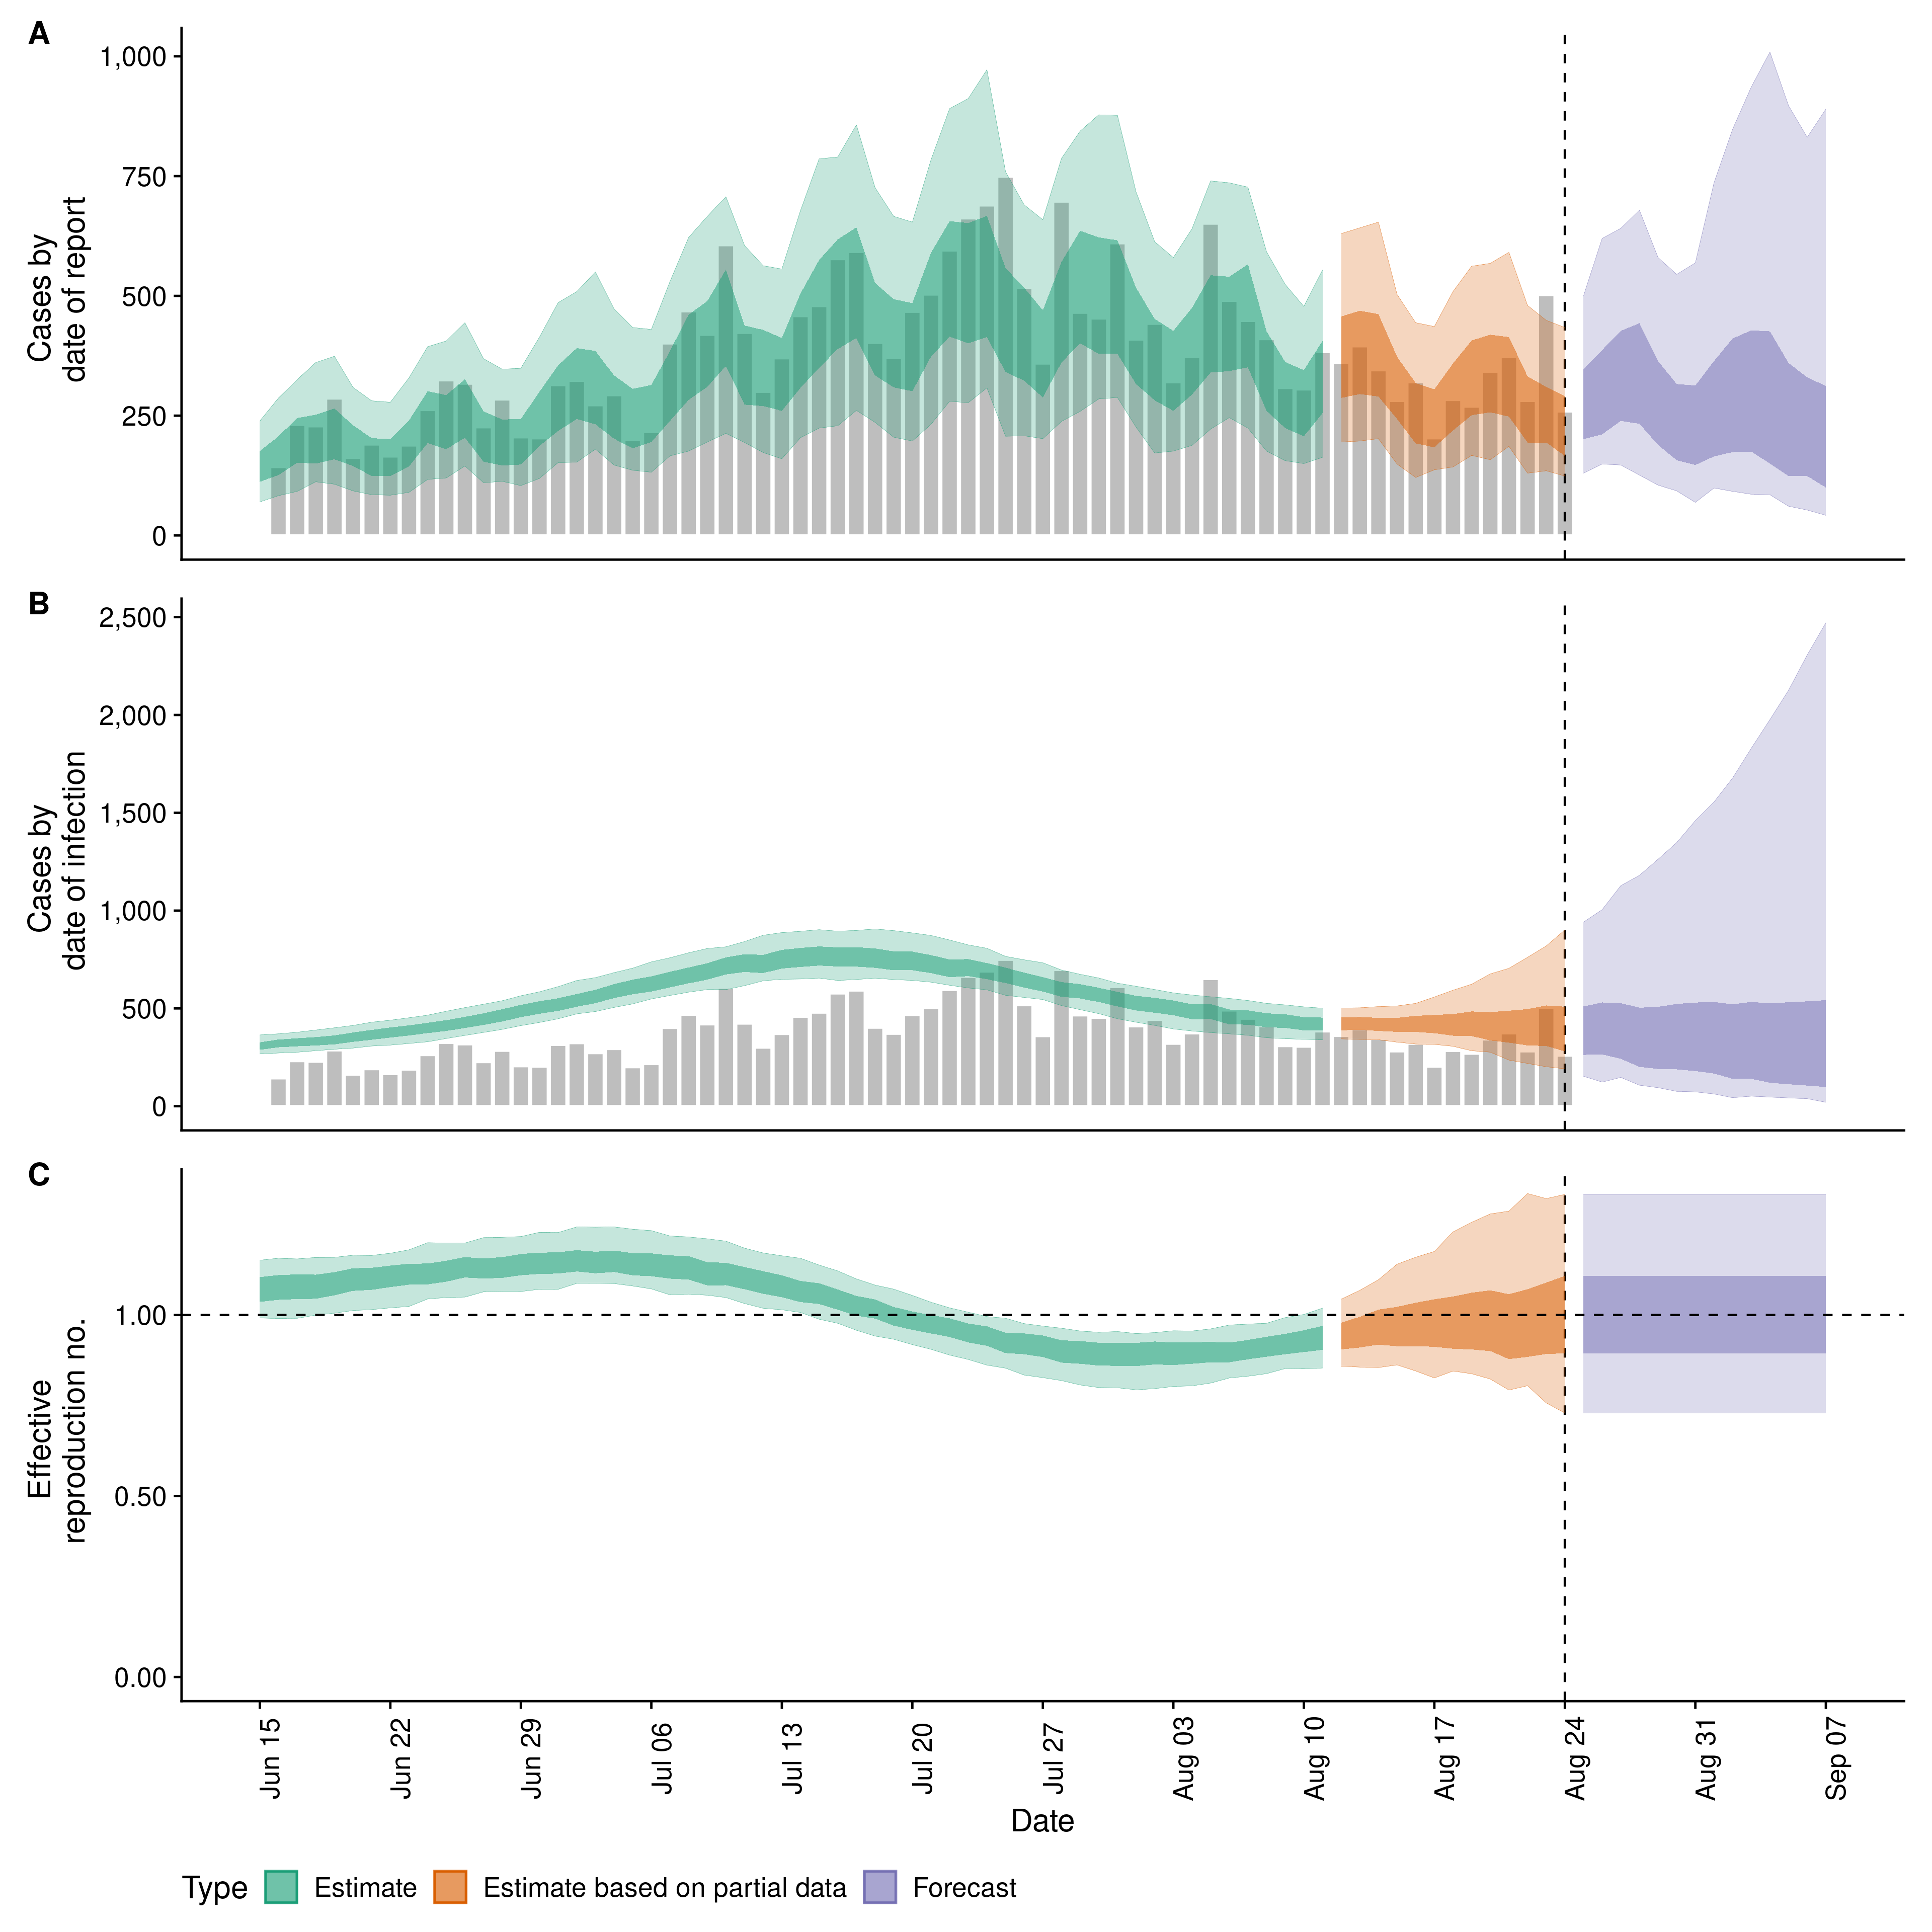 A
Cases by
date of report
1,000
750
500
250
0
B
Cases by
date of infection
2,500
2,000
1,500
1,000
500
0
C
Effective
reproduction no.
1.00
0.50
0.00
Jun 15
Jun 22
Jun 29
Jul 06
Jul 13
Jul 20
Jul 27
Aug 03
Aug 10
Aug 17
Aug 24
Aug 31
Sep 07
Date
Type Estimate Estimate based on partial data Forecast